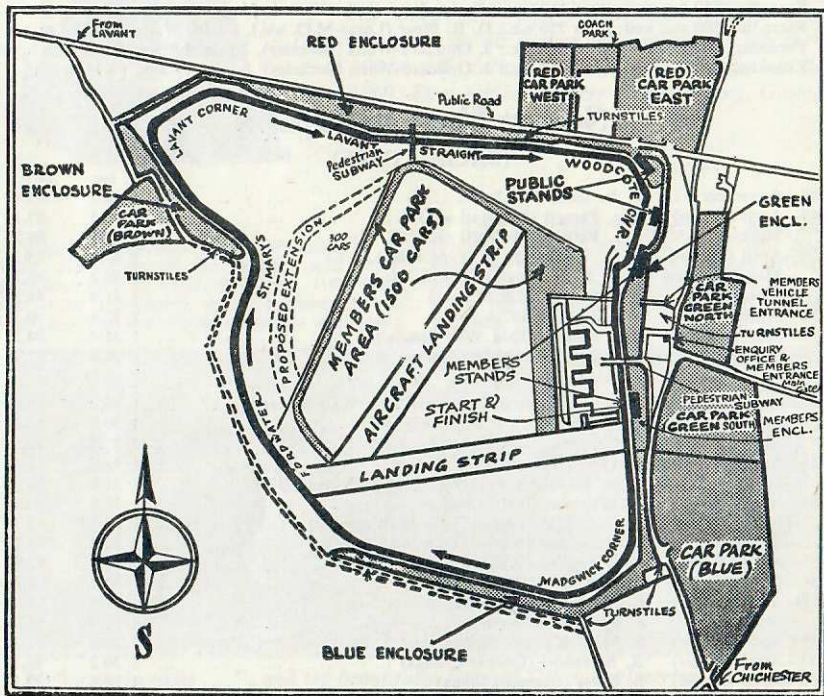 From
LAVANT
RED ENCLOSURE
COACH
PARK
(RED)
CAR PARK
WEST
(RED)
CAR PARK
EAST
Public Road
TURNSTILES
LAVANT CORNER
LAVANT
STRAIGHT
Pedestrian
SUBWAY
WOODCOTE CNR.
PUBLIC
STANDS
BROWN
ENCLOSURE
GREEN
ENCL.
CAR
PARK
(BROWN)
TURNSTILES
ST. MARY'S
PROPOSED EXTENSION
300
CARS
MEMBERS CAR PARK
AREA (1500 CARS)
AIRCRAFT LANDING STRIP
MEMBERS
VEHICLE
TUNNEL
ENTRANCE
CAR
PARK
GREEN
NORTH
TURNSTILES
ENQUIRY
OFFICE &
MEMBERS
ENTRANCE
Main
Gate
MEMBERS
STANDS
START &
FINISH
PEDESTRIAN
SUBWAY
CAR PARK
GREEN SOUTH
MEMBERS
ENCL.
FORDWATER
LANDING STRIP
MADGWICK CORNER
CAR PARK
(BLUE)
TURNSTILES
S
BLUE ENCLOSURE
From
CHICHESTER